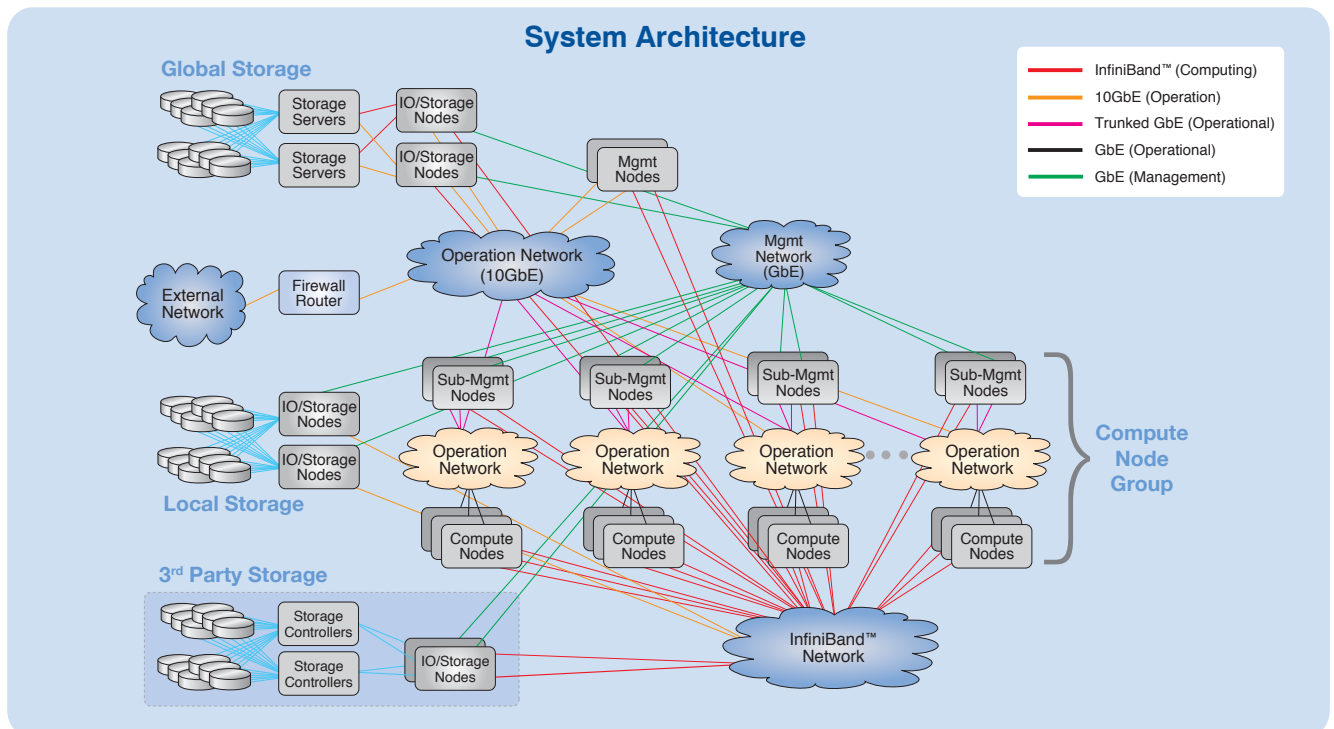 System Architecture
InfiniBand™ (Computing)
10GbE (Operation)
Trunked GbE (Operational)
GbE (Operational)
GbE (Management)
Global Storage
Storage
Servers
IO/Storage
Nodes
Storage
Servers
IO/Storage
Nodes
Mgmt
Nodes
Operation Network
(10GbE)
Mgmt
Network
(GbE)
External
Network
Firewall
Router
Sub-Mgmt
Nodes
Sub-Mgmt
Nodes
Sub-Mgmt
Nodes
Sub-Mgmt
Nodes
IO/Storage
Nodes
IO/Storage
Nodes
Local Storage
Operation
Network
Operation
Network
Operation
Network
Operation
Network
Compute
Node
Group
Compute
Nodes
Compute
Nodes
Compute
Nodes
Compute
Nodes
3rd Party Storage
Storage
Controllers
Storage
Controllers
IO/Storage
Nodes
InfiniBand™
Network